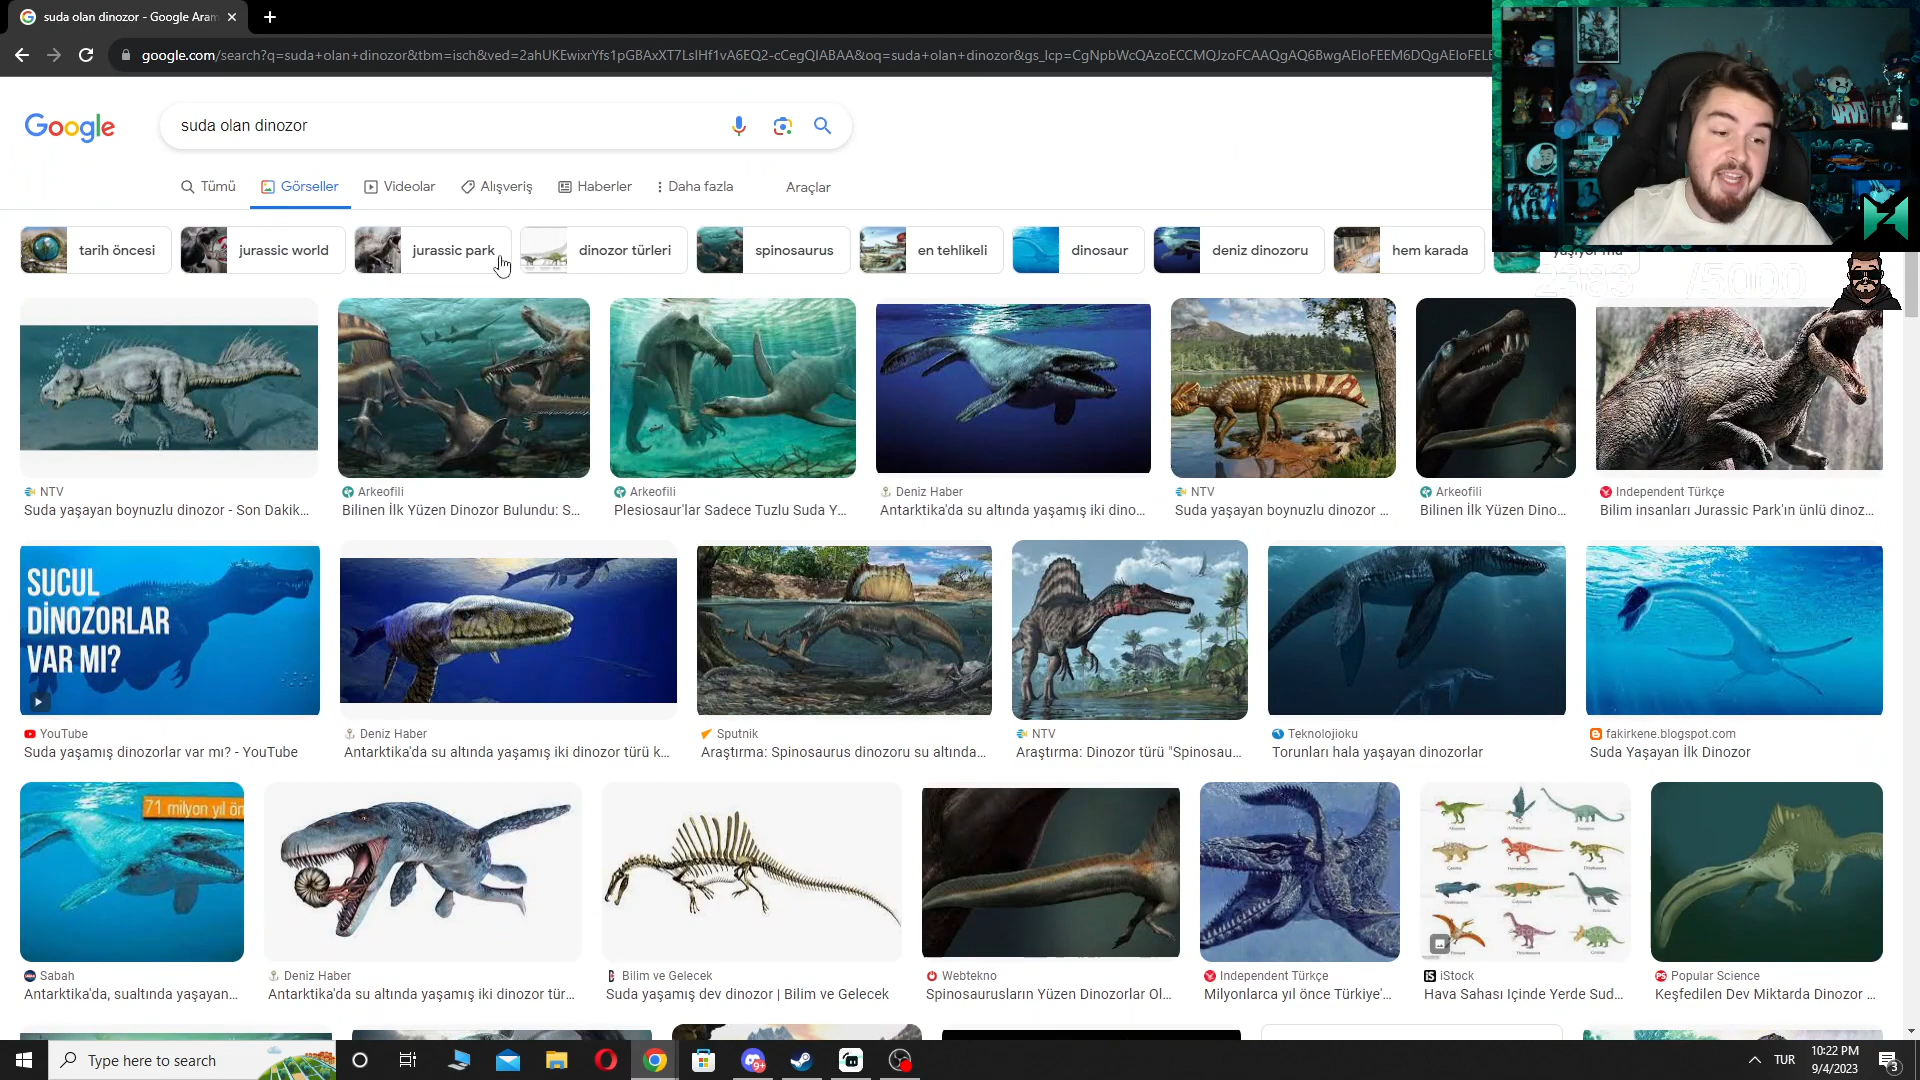 suda olan dinozor - Google Aram
google.com/search?q=suda+olan+dinozor&tbm=isch&ved=2ahUKEwixrYfs1pGBAxXT7LsIHf1vA6EQ2-cCegQIABAA&oq=suda+olan+dinozor&gs_lcp=CgNpbWcQAzoECCMQJzoFCAAQgAQ6BwgAEIoFEEM6DQgAEIoFELE
Google
suda olan dinozor
Tümü Görseller Videolar Alışveriş Haberler Daha fazla Araçlar
tarih öncesi jurassic world jurassic park dinozor türleri spinosaurus en tehlikeli dinosaur deniz dinozoru hem karada yaşıyor mu
2383 /5000
NTV Arkeofili Arkeofili Deniz Haber NTV Arkeofili Independent Türkçe
Suda yaşayan boynuzlu dinozor - Son Dakik... Bilinen İlk Yüzen Dinozor Bulundu: S... Plesiosaur'lar Sadece Tuzlu Suda Y... Antarktika'da su altında yaşamış iki dino... Suda yaşayan boynuzlu dinozor ... Bilinen İlk Yüzen Dino... Bilim insanları Jurassic Park'ın ünlü dinoz...
SUCUL
DİNOZORLAR
VAR MI?
YouTube Deniz Haber Sputnik NTV Teknolojioku fakirkene.blogspot.com
Suda yaşamış dinozorlar var mı? - YouTube Antarktika'da su altında yaşamış iki dinozor türü k... Araştırma: Spinosaurus dinozoru su altında... Araştırma: Dinozor türü "Spinosau... Torunları hala yaşayan dinozorlar Suda Yaşayan İlk Dinozor
71 milyon yıl ön
Sabah Deniz Haber Bilim ve Gelecek Webtekno Independent Türkçe iStock Popular Science
Antarktika'da, sualtında yaşayan... Antarktika'da su altında yaşamış iki dinozor tür... Suda yaşamış dev dinozor | Bilim ve Gelecek Spinosaurusların Yüzen Dinozorlar Ol... Milyonlarca yıl önce Türkiye'... Hava Sahası Içinde Yerde Sud... Keşfedilen Dev Miktarda Dinozor ...
Type here to search
TUR
10:22 PM
9/4/2023
3